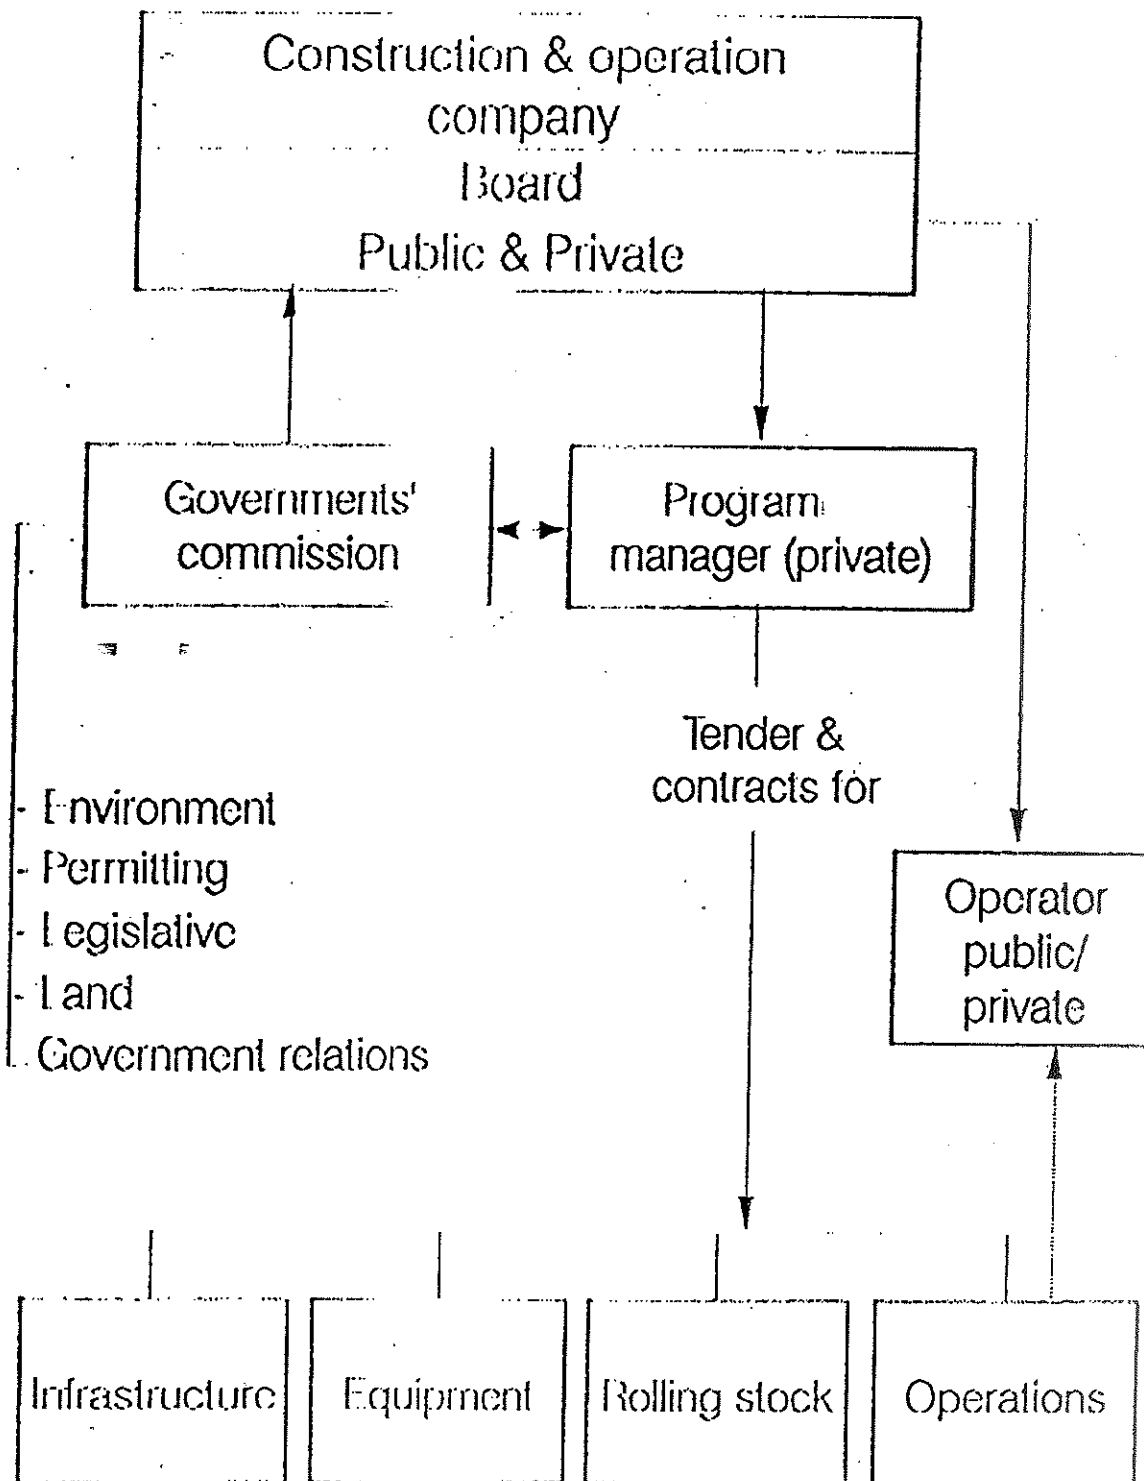 Construction & operation
company
Board
Public & Private
Governments'
commission
Program
manager (private)
Tender &
contracts for
- Environment
- Permitting
- Legislative
- Land
Government relations
Operator
public/
private
Infrastructure
Equipment
Rolling stock
Operations